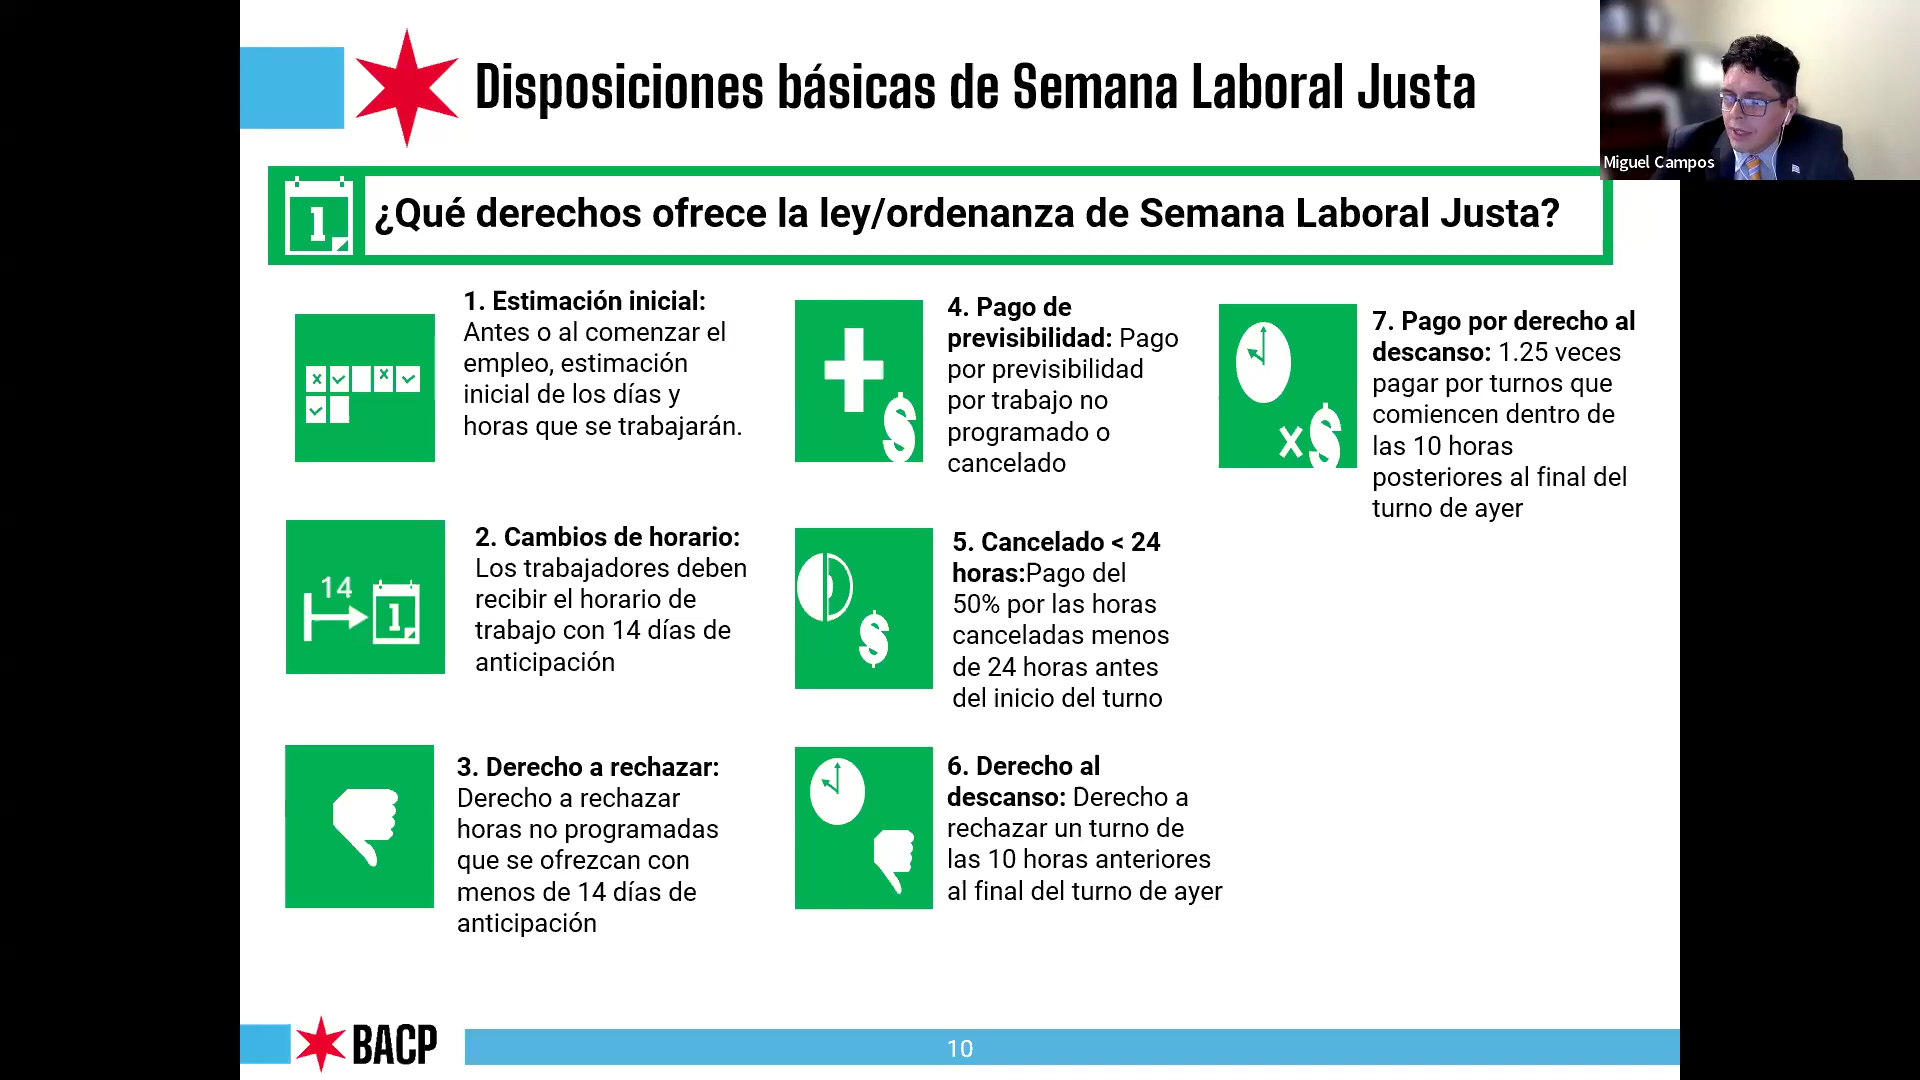 Disposiciones básicas de Semana Laboral Justa
Miguel Campos
1
¿Qué derechos ofrece la ley/ordenanza de Semana Laboral Justa?
1. Estimación inicial:
Antes o al comenzar el
empleo, estimación
inicial de los días y
horas que se trabajarán.
14
1
2. Cambios de horario:
Los trabajadores deben
recibir el horario de
trabajo con 14 días de
anticipación
3. Derecho a rechazar:
Derecho a rechazar
horas no programadas
que se ofrezcan con
menos de 14 días de
anticipación
$
4. Pago de
previsibilidad: Pago
por previsibilidad
por trabajo no
programado o
cancelado
$
5. Cancelado < 24
horas:Pago del
50% por las horas
canceladas menos
de 24 horas antes
del inicio del turno
6. Derecho al
descanso: Derecho a
rechazar un turno de
las 10 horas anteriores
al final del turno de ayer
x$
7. Pago por derecho al
descanso: 1.25 veces
pagar por turnos que
comiencen dentro de
las 10 horas
posteriores al final del
turno de ayer
BACP
10